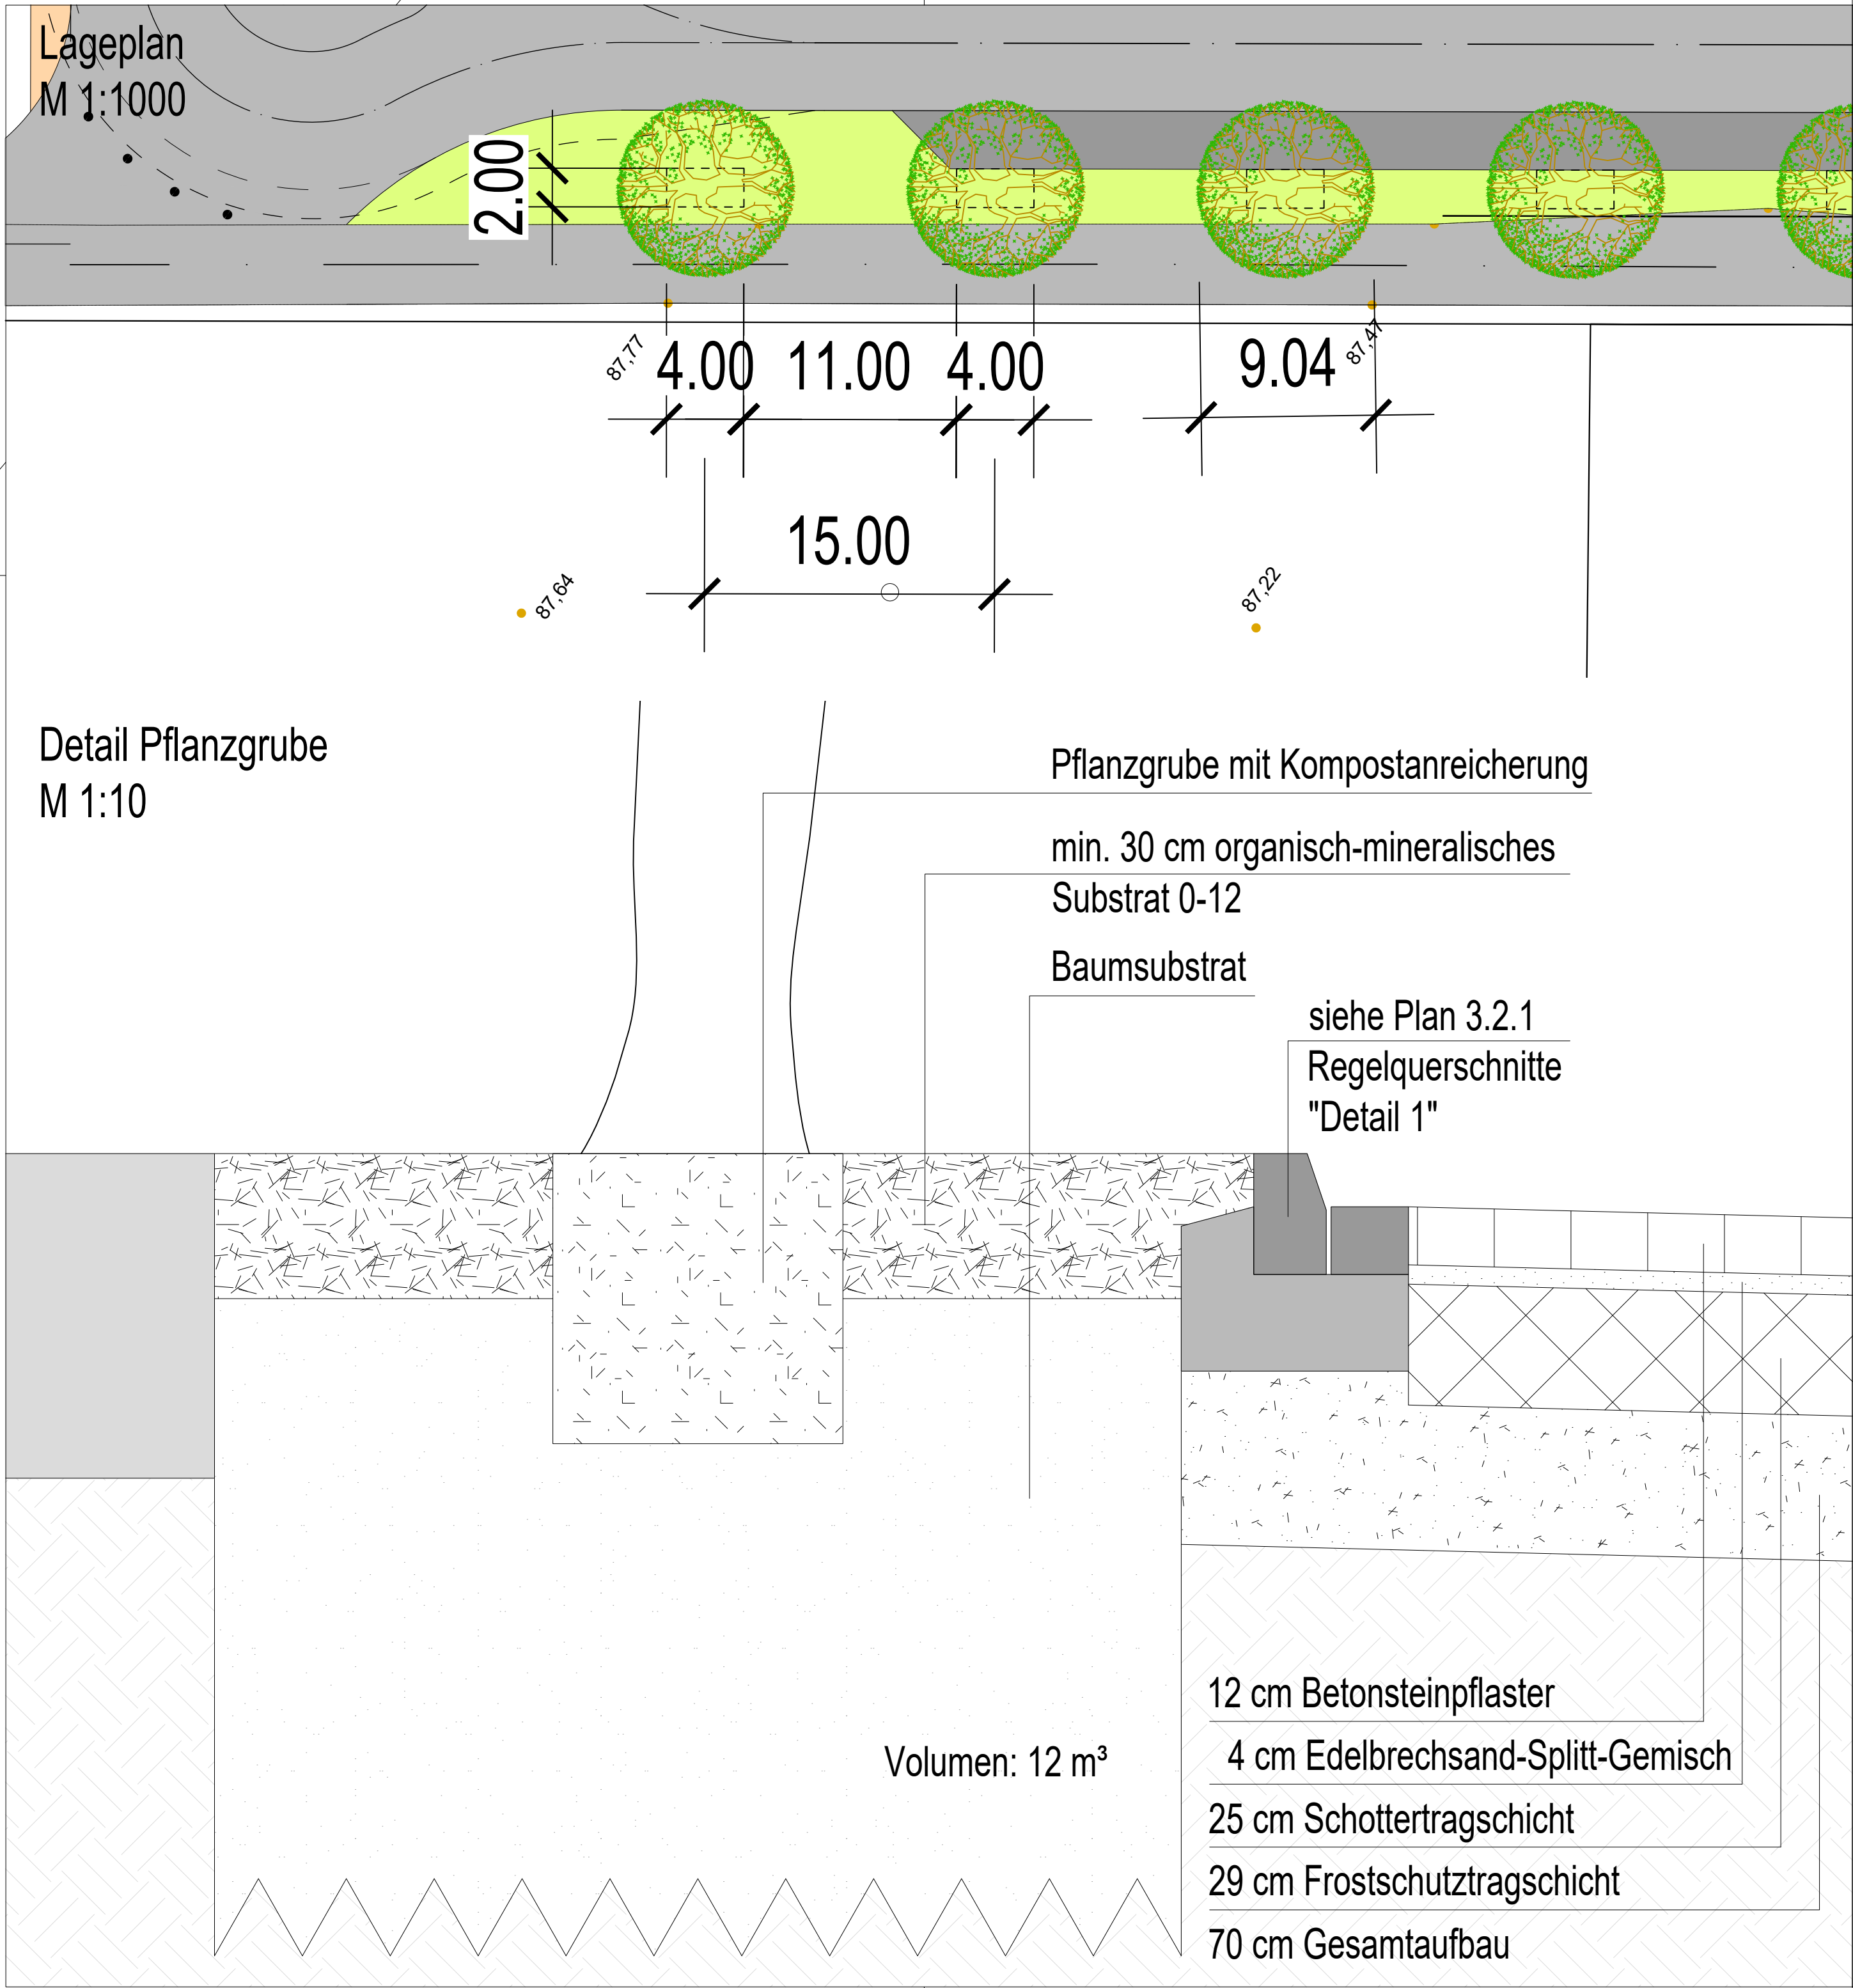 Lageplan
M 1:1000
2.00
87,77
4.00 11.00 4.00
9.04
87,47
15.00
87,64
87,22
Detail Pflanzgrube
M 1:10
Pflanzgrube mit Kompostanreicherung
min. 30 cm organisch-mineralisches
Substrat 0-12
Baumsubstrat
siehe Plan 3.2.1
Regelquerschnitte
"Detail 1"
12 cm Betonsteinpflaster
4 cm Edelbrechsand-Splitt-Gemisch
Volumen: 12 m³
25 cm Schottertragschicht
29 cm Frostschutztragschicht
70 cm Gesamtaufbau